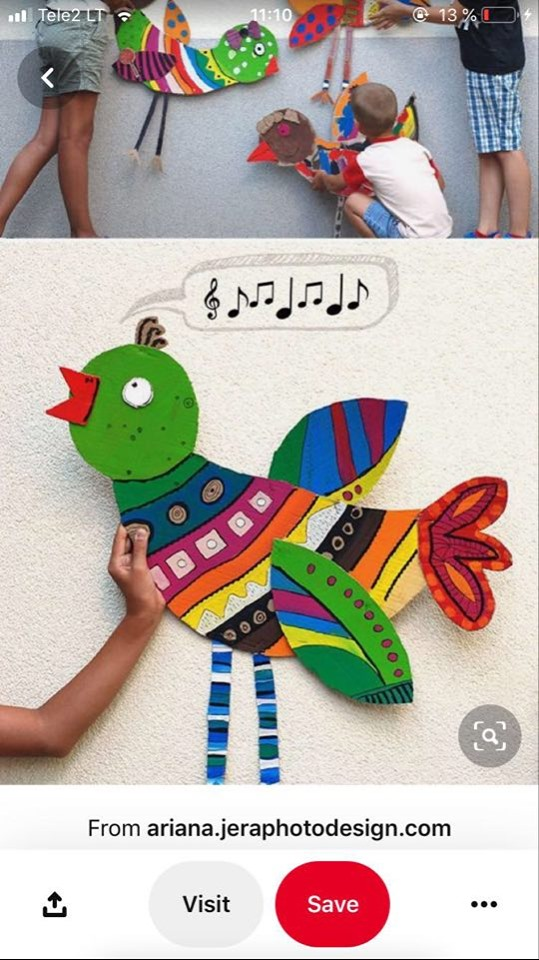 Tele2 LT 11:10 13 %
From ariana.jeraphotodesign.com
Visit Save